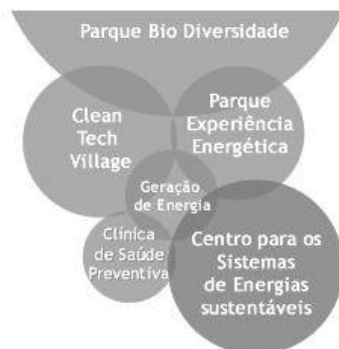 Parque Bio Diversidade
Clean
Tech
Village
Parque
Experiência
Energética
Geração
de Energia
Clínica
de Saúde
Preventiva
Centro para os
Sistemas
de Energias
sustentáveis